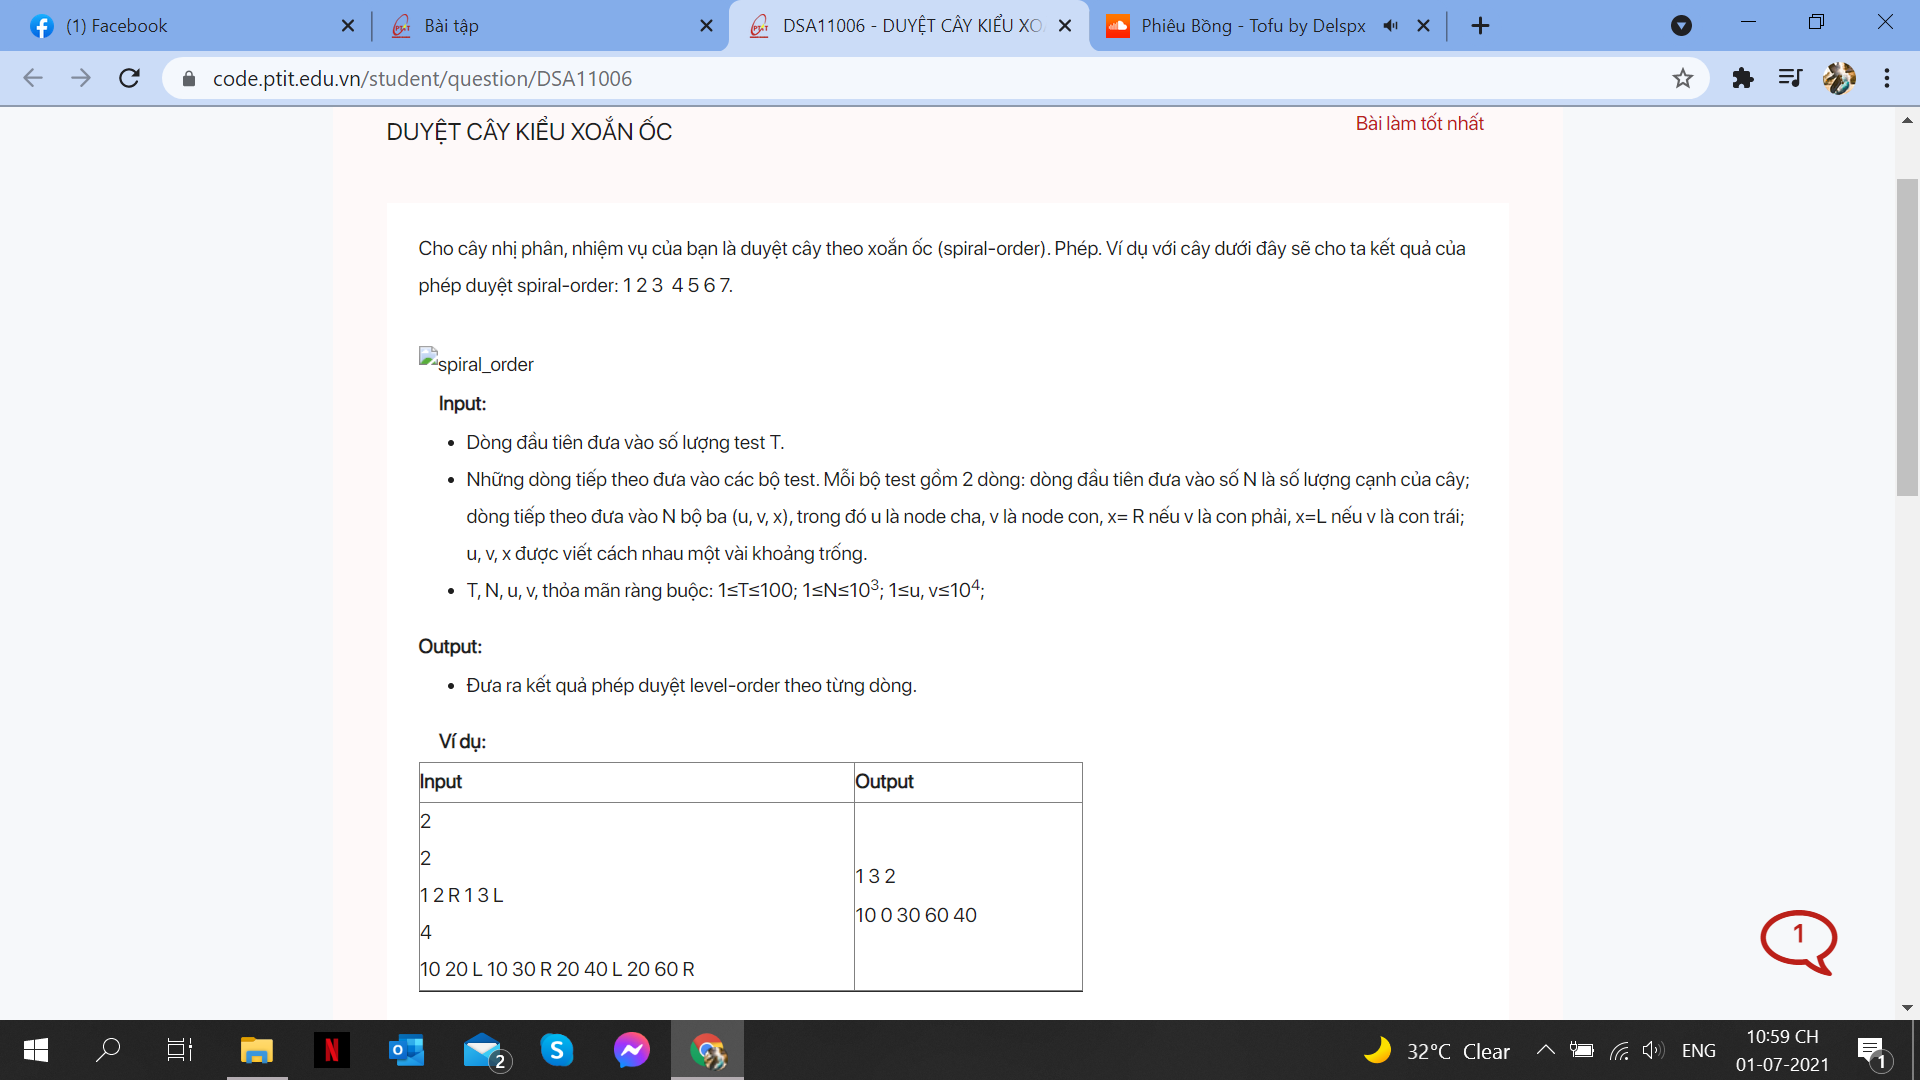 (1) Facebook
Bài tập
DSA11006 - DUYỆT CÂY KIỂU XO
Phiêu Bồng - Tofu by Delspx
code.ptit.edu.vn/student/question/DSA11006
DUYỆT CÂY KIỂU XOẮN ỐC
Bài làm tốt nhất
Cho cây nhị phân, nhiệm vụ của bạn là duyệt cây theo xoắn ốc (spiral-order). Phép. Ví dụ với cây dưới đây sẽ cho ta kết quả của
phép duyệt spiral-order: 1 2 3 4 5 6 7.
spiral_order
Input:
• Dòng đầu tiên đưa vào số lượng test T.
• Những dòng tiếp theo đưa vào các bộ test. Mỗi bộ test gồm 2 dòng: dòng đầu tiên đưa vào số N là số lượng cạnh của cây;
dòng tiếp theo đưa vào N bộ ba (u, v, x), trong đó u là node cha, v là node con, x= R nếu v là con phải, x=L nếu v là con trái;
u, v, x được viết cách nhau một vài khoảng trống.
• T, N, u, v, thỏa mãn ràng buộc: 1≤T≤100; 1≤N≤10³; 1≤u, v≤10⁴;
Output:
• Đưa ra kết quả phép duyệt level-order theo từng dòng.
Ví dụ:
Input
Output
2
2
1 2 R 1 3 L
4
10 20 L 10 30 R 20 40 L 20 60 R
1 3 2
10 0 30 60 40
1
2
32°C Clear
ENG
10:59 CH
01-07-2021
1